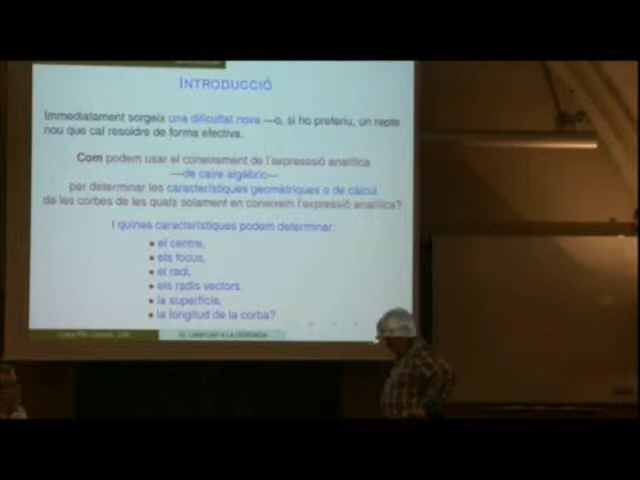 INTRODUCCIÓ
Immediatament sorgeix una dificultat nova —o, si ho preferiu, un repte
nou que cal resoldre de forma efectiva.
Com podem usar el coneixement de l'expressió analítica
—de caire algèbric—
per determinar les característiques geomètriques o de càlcul
de les corbes de les quals solament en coneixem l'expressió analítica?
I quines característiques podem determinar:
• el centre,
• els focus,
• el radi,
• els radis vectors,
• la superfície,
• la longitud de la corba?